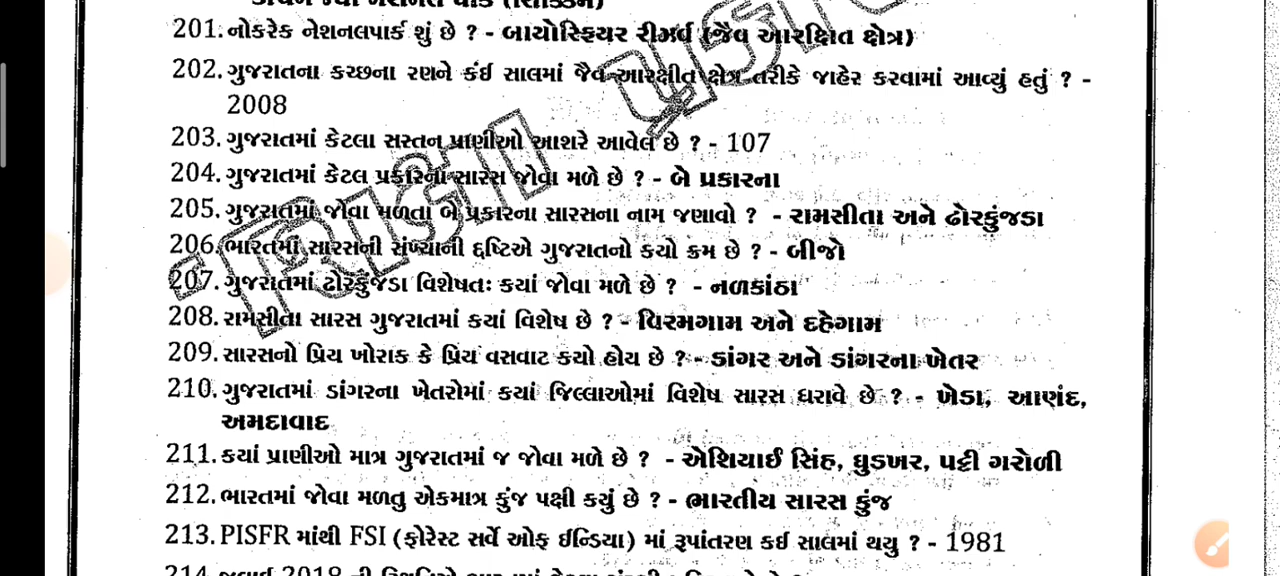 201. નોકરેક નેશનલપાર્ક શું છે ? - બાયોસ્ફિયર રીઝર્વ (જૈવ આરક્ષિત ક્ષેત્ર)
202. ગુજરાતના કચ્છના રણને કંઈ સાલમાં જૈવ આરક્ષીત ક્ષેત્ર તરીકે જાહેર કરવામાં આવ્યું હતું ? -
2008
203. ગુજરાતમાં કેટલા સસ્તન પ્રાણીઓ આશરે આવેલ છે ? - 107
204. ગુજરાતમાં કેટલ પ્રકારના સારસ જોવા મળે છે ? - બે પ્રકારના
205. ગુજરાતમાં જોવા મળતા બે પ્રકારના સારસના નામ જણાવો ? - રામસીતા અને ઢોરકુંજડા
206. ભારતમાં સારસની સંખ્યાની દ્દષ્ટિએ ગુજરાતનો કયો ક્રમ છે ? - બીજો
207. ગુજરાતમાં ઢોરકુંજડા વિશેષતઃ કયાં જોવા મળે છે ? - નળકાંઠા
208. રામસીતા સારસ ગુજરાતમાં કયાં વિશેષ છે ? - વિરમગામ અને દહેગામ
209. સારસનો પ્રિય ખોરાક કે પ્રિય વસવાટ કયો હોય છે ? - ડાંગર અને ડાંગરના ખેતર
210. ગુજરાતમાં ડાંગરના ખેતરોમાં કયાં જિલ્લાઓમાં વિશેષ સારસ ધરાવે છે ? - ખેડા, આણંદ,
અમદાવાદ
211. કયાં પ્રાણીઓ માત્ર ગુજરાતમાં જ જોવા મળે છે ? - એશિયાઈ સિંહ, ઘુડખર, પટ્ટી ગરોળી
212. ભારતમાં જોવા મળતુ એકમાત્ર કુંજ પક્ષી કયું છે ? - ભારતીય સારસ કુંજ
213. PISFR માંથી FSI (ફોરેસ્ટ સર્વે ઓફ ઈન્ડિયા) માં રૂપાંતરણ કઈ સાલમાં થયુ ? - 1981